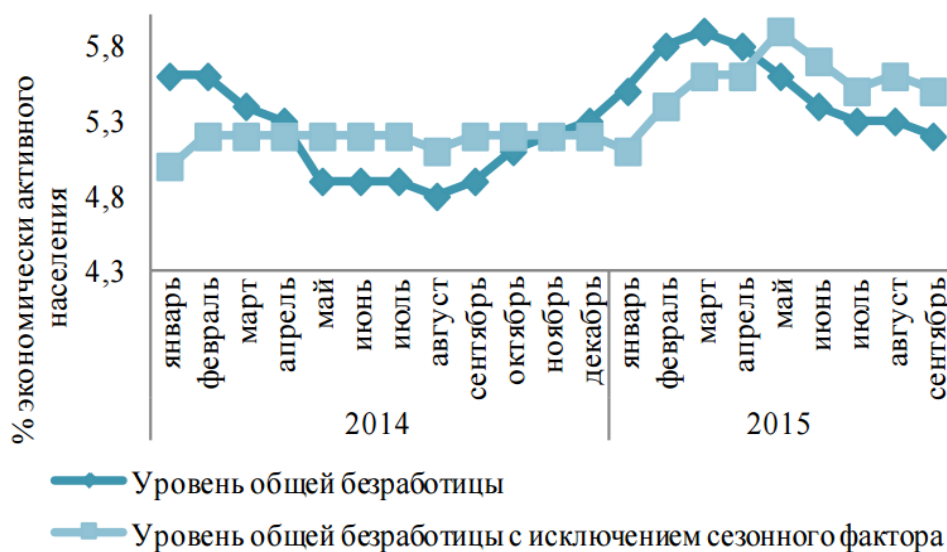 % экономически активного
населения
5,8
5,3
4,8
4,3
январь
февраль
март
апрель
май
июнь
июль
август
сентябрь
октябрь
ноябрь
декабрь
январь
февраль
март
апрель
май
июнь
июль
август
сентябрь
2014
2015
Уровень общей безработицы
Уровень общей безработицы с исключением сезонного фактора